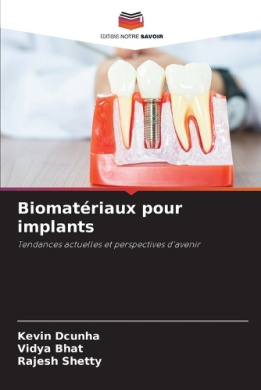 EDITIONS NOTRE SAVOIR
Biomatériaux pour
implants
Tendances actuelles et perspectives d'avenir
Kevin Dcunha
Vidya Bhat
Rajesh Shetty